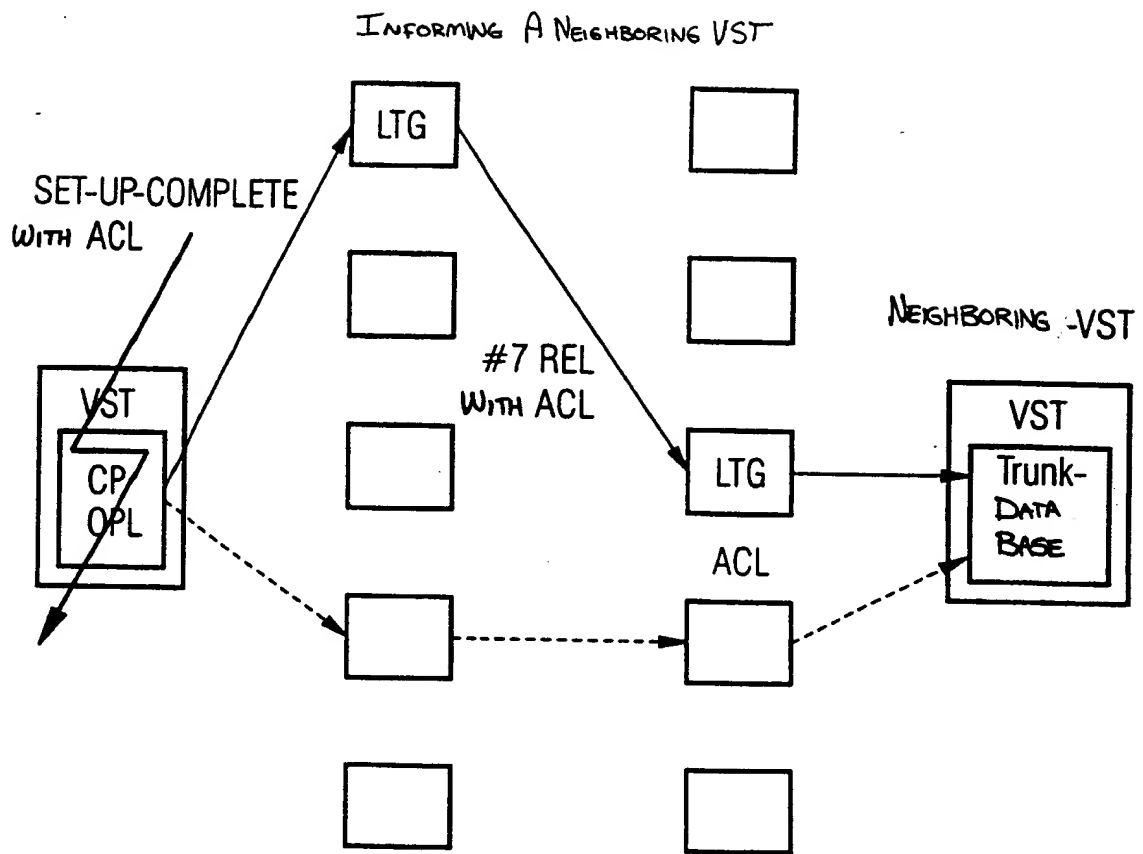 INFORMING A NEIGHBORING VST
LTG
SET-UP-COMPLETE
WITH ACL
NEIGHBORING -VST
#7 REL
WITH ACL
VST
CP
OPL
LTG
ACL
VST
Trunk-
DATA
BASE